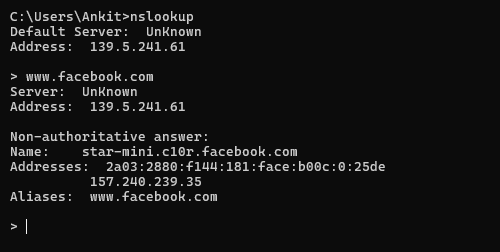 C:\Users\Ankit>nslookup
Default Server:  UnKnown
Address:  139.5.241.61
> www.facebook.com
Server:  UnKnown
Address:  139.5.241.61
Non-authoritative answer:
Name:    star-mini.c10r.facebook.com
Addresses:  2a03:2880:f144:181:face:b00c:0:25de
157.240.239.35
Aliases:  www.facebook.com
>